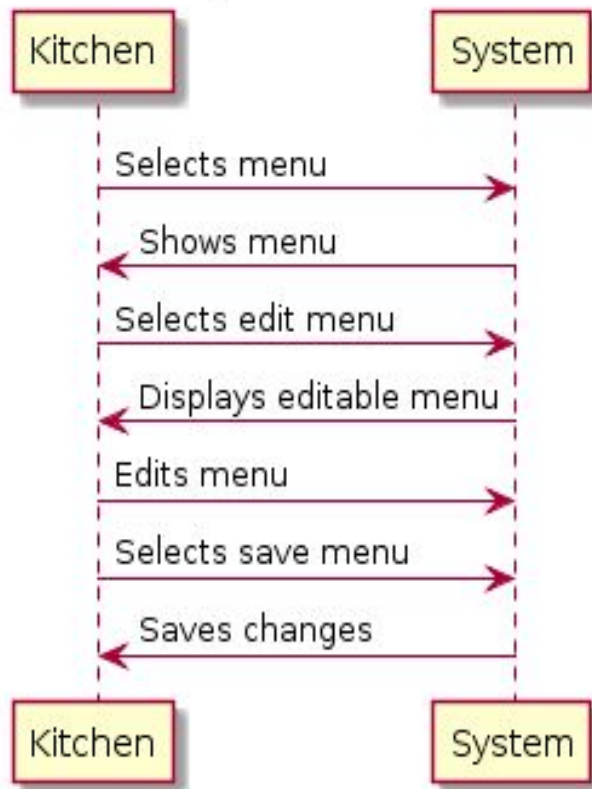 Kitchen
System
Selects menu
Shows menu
Selects edit menu
Displays editable menu
Edits menu
Selects save menu
Saves changes
Kitchen
System